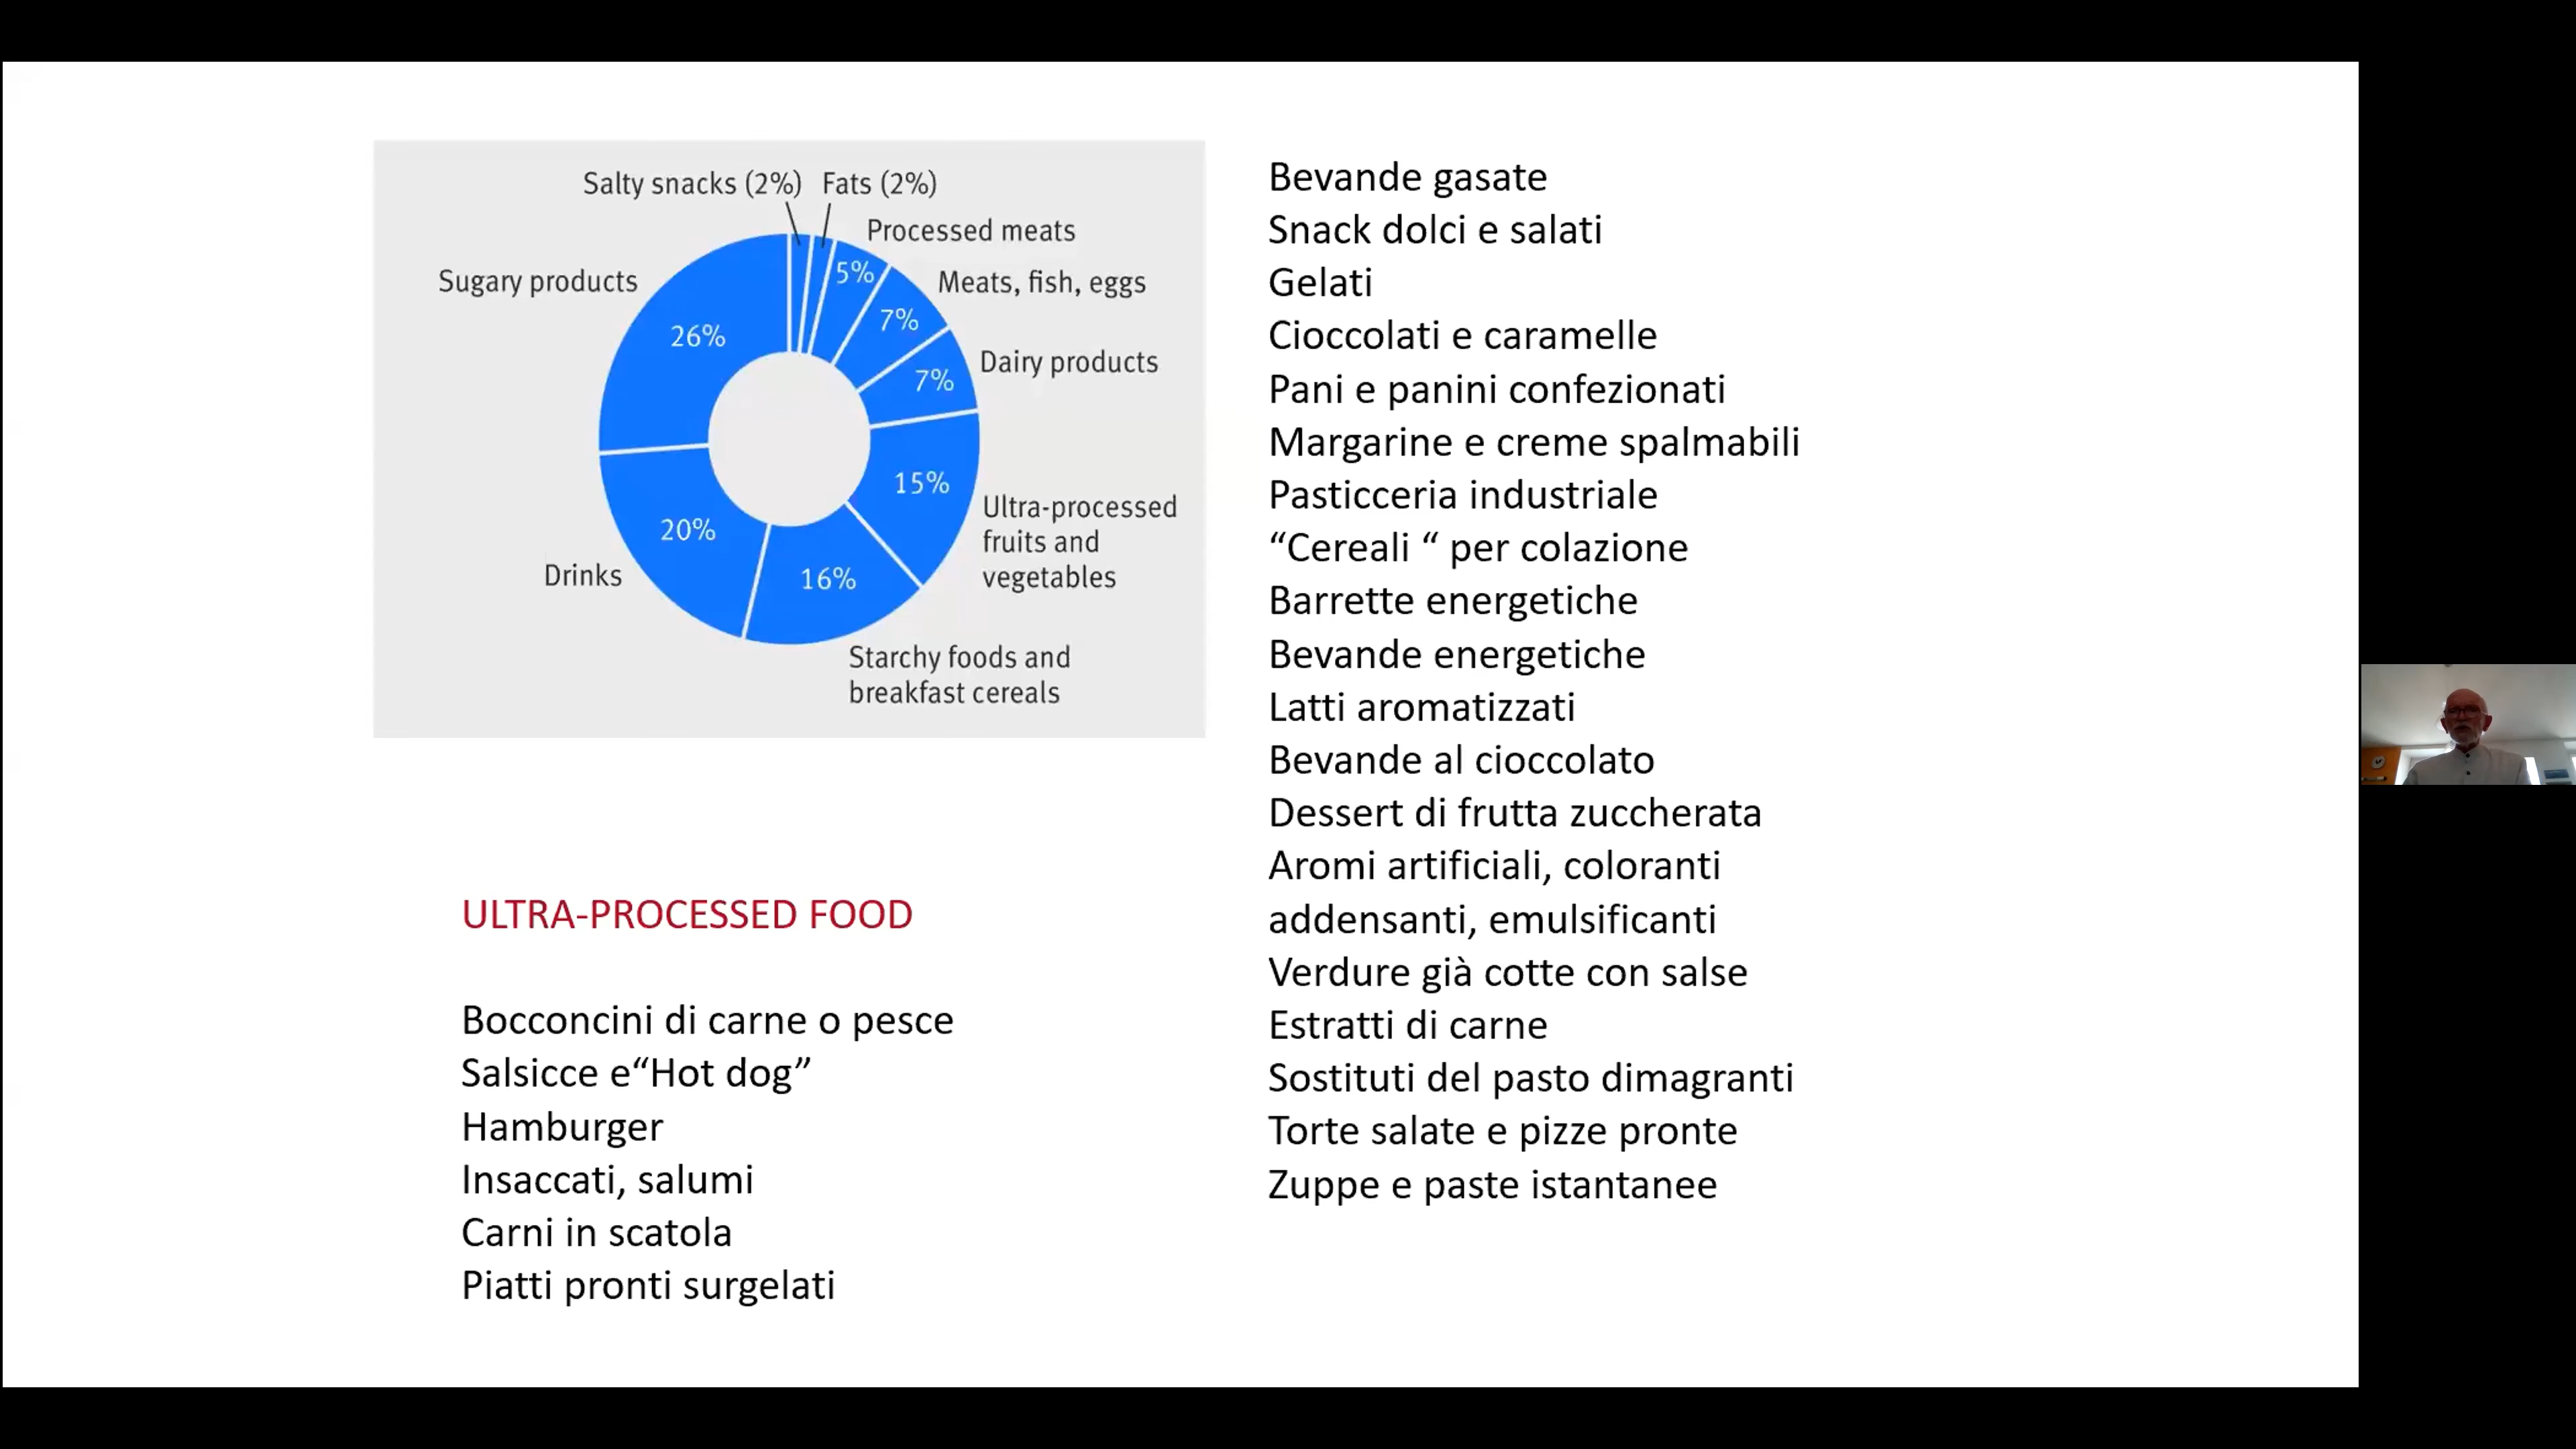 Salty snacks (2%) Fats (2%)
Processed meats
5%
Meats, fish, eggs
7%
Dairy products
7%
Sugary products
26%
15%
Ultra-processed
fruits and
vegetables
20%
Drinks
16%
Starchy foods and
breakfast cereals
ULTRA-PROCESSED FOOD
Bocconcini di carne o pesce
Salsicce e“Hot dog”
Hamburger
Insaccati, salumi
Carni in scatola
Piatti pronti surgelati
Bevande gasate
Snack dolci e salati
Gelati
Cioccolati e caramelle
Pani e panini confezionati
Margarine e creme spalmabili
Pasticceria industriale
“Cereali “ per colazione
Barrette energetiche
Bevande energetiche
Latti aromatizzati
Bevande al cioccolato
Dessert di frutta zuccherata
Aromi artificiali, coloranti
addensanti, emulsificanti
Verdure già cotte con salse
Estratti di carne
Sostituti del pasto dimagranti
Torte salate e pizze pronte
Zuppe e paste istantanee